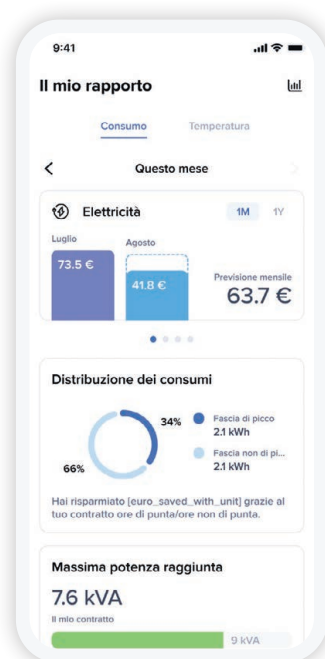 9:41
Il mio rapporto
Consumo Temperatura
Questo mese
Elettricità 1M 1Y
Luglio
Agosto
73.5 €
41.8 €
Previsione mensile
63.7 €
Distribuzione dei consumi
34%
66%
Fascia di picco
2.1 kWh
Fascia non di pi...
2.1 kWh
Hai risparmiato [euro_saved_with_unit] grazie al
tuo contratto ore di punta/ore non di punta.
Massima potenza raggiunta
7.6 kVA
Il mio contratto
9 kVA